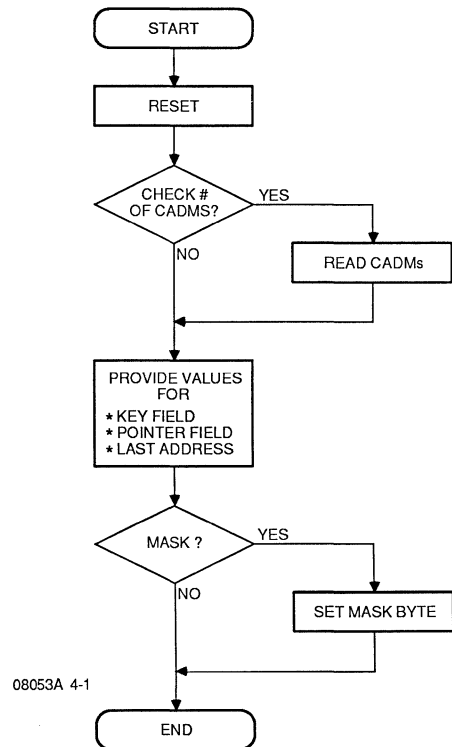 START
RESET
CHECK #
OF CADMS?
YES
NO
READ CADMs
PROVIDE VALUES
FOR
* KEY FIELD
* POINTER FIELD
* LAST ADDRESS
MASK ?
YES
NO
SET MASK BYTE
08053A 4-1
END